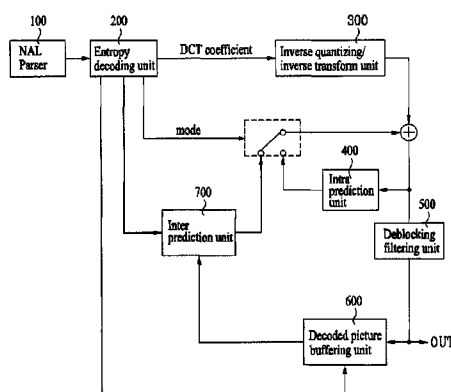 100
NAL
Parser
200
Entropy
decoding unit
DCT coefficient
300
Inverse quantizing/
inverse transform unit
mode
400
Intra
prediction
unit
700
Inter
prediction unit
500
Deblocking
filtering unit
600
Decoded picture
buffering unit
OUT